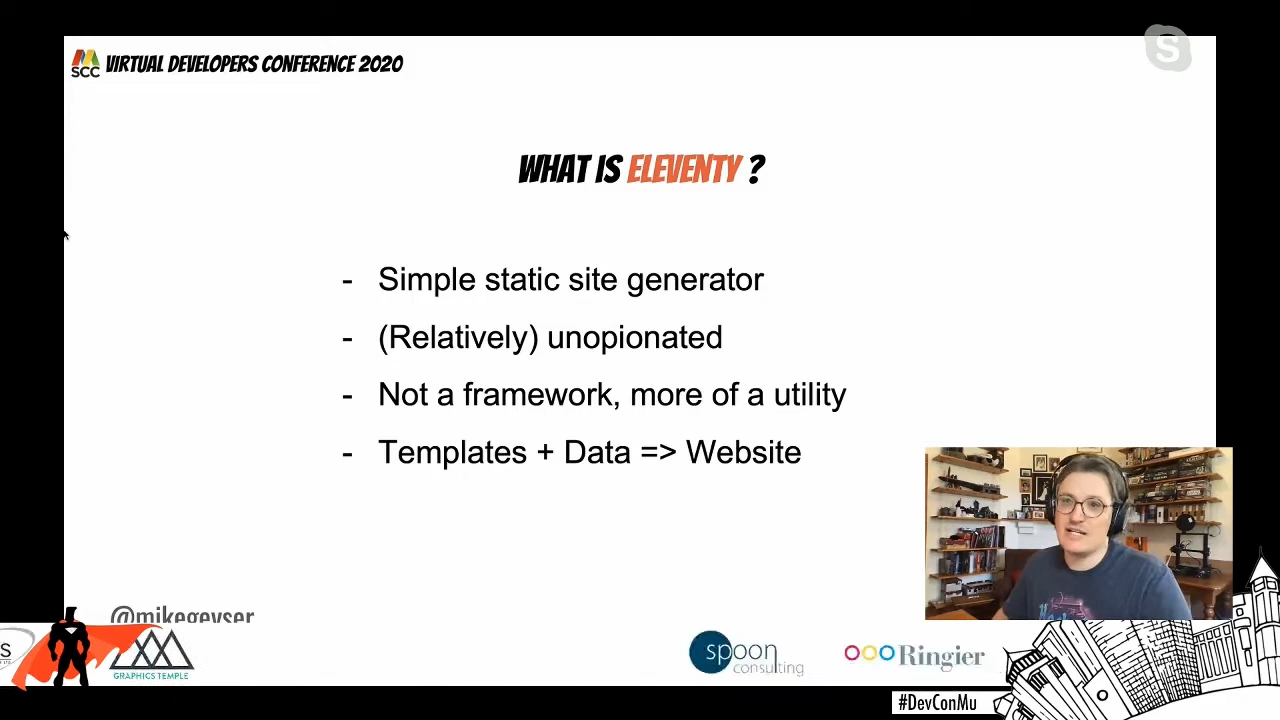 SCC VIRTUAL DEVELOPERS CONFERENCE 2020
S
WHAT IS ELEVENTY ?
- Simple static site generator
- (Relatively) unopionated
- Not a framework, more of a utility
- Templates + Data => Website
@mikegeyser
S
GRAPHICS TEMPLE
spoon
consulting
Ringier
#DevConMu